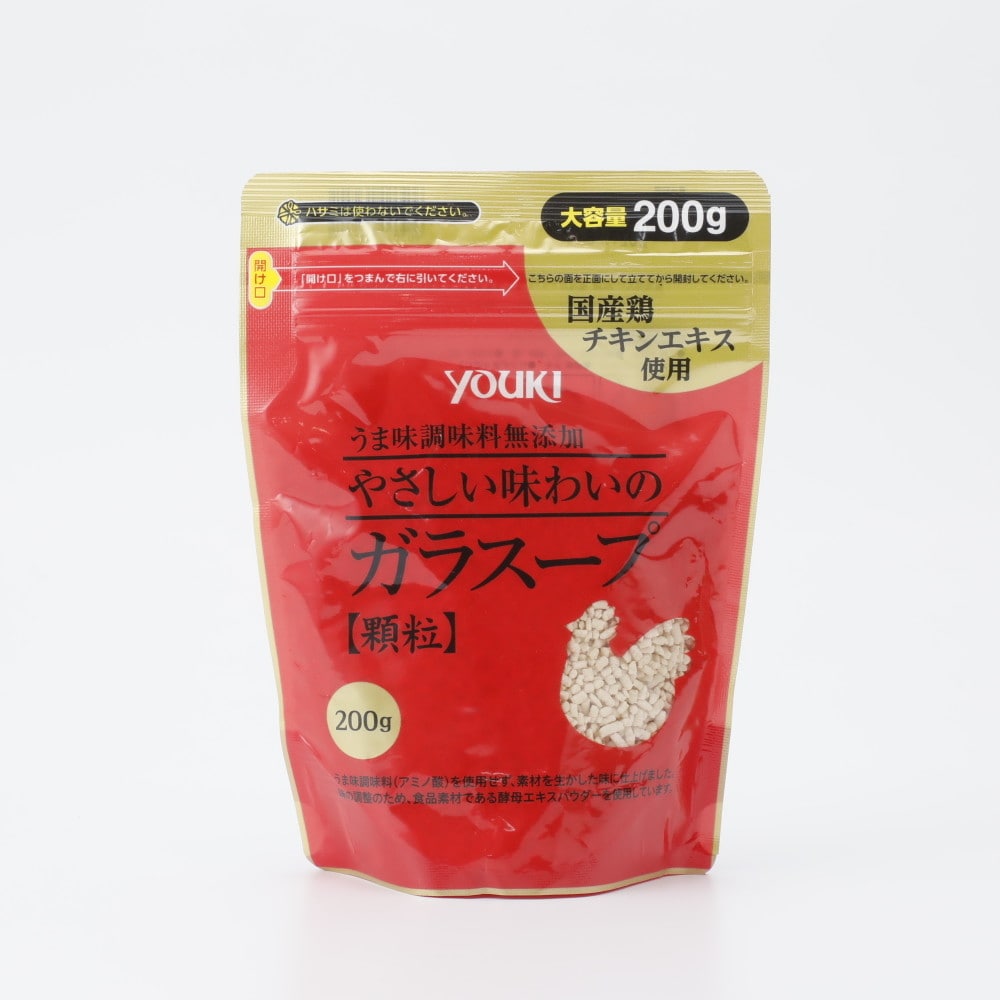 ハサミは使わないでください。
大容量 200g
開け口
「開け口」をつまんで右に引いてください。
こちらの面を正面にして立ててから開封してください。
国産鶏
チキンエキス
使用
YOUKI
うま味調味料無添加
やさしい味わいの
ガラスープ
【顆粒】
200g
うま味調味料(アミノ酸)を使用せず、素材を生かした味に仕上げました。
味の調整のため、食品素材である酵母エキスパウダーを使用しています。